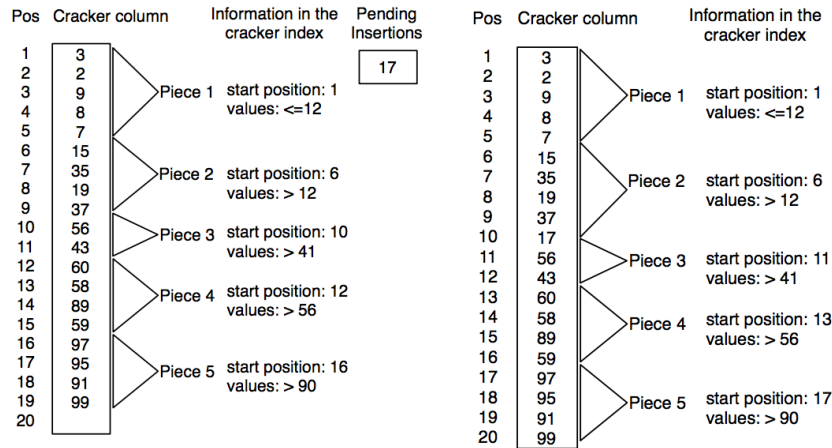 Pos Cracker column Information in the cracker index Pending Insertions
1 3
2 2
3 9
4 8
5 7
6 15
7 35
8 19
9 37
10 56
11 43
12 60
13 58
14 89
15 59
16 97
17 95
18 91
19 99
20
Piece 1 start position: 1
values: <=12
Piece 2 start position: 6
values: > 12
Piece 3 start position: 10
values: > 41
Piece 4 start position: 12
values: > 56
Piece 5 start position: 16
values: > 90
17
Pos Cracker column Information in the cracker index
1 3
2 2
3 9
4 8
5 7
6 15
7 35
8 19
9 37
10 17
11 56
12 43
13 60
14 58
15 89
16 59
17 97
18 95
19 91
20 99
Piece 1 start position: 1
values: <=12
Piece 2 start position: 6
values: > 12
Piece 3 start position: 11
values: > 41
Piece 4 start position: 13
values: > 56
Piece 5 start position: 17
values: > 90